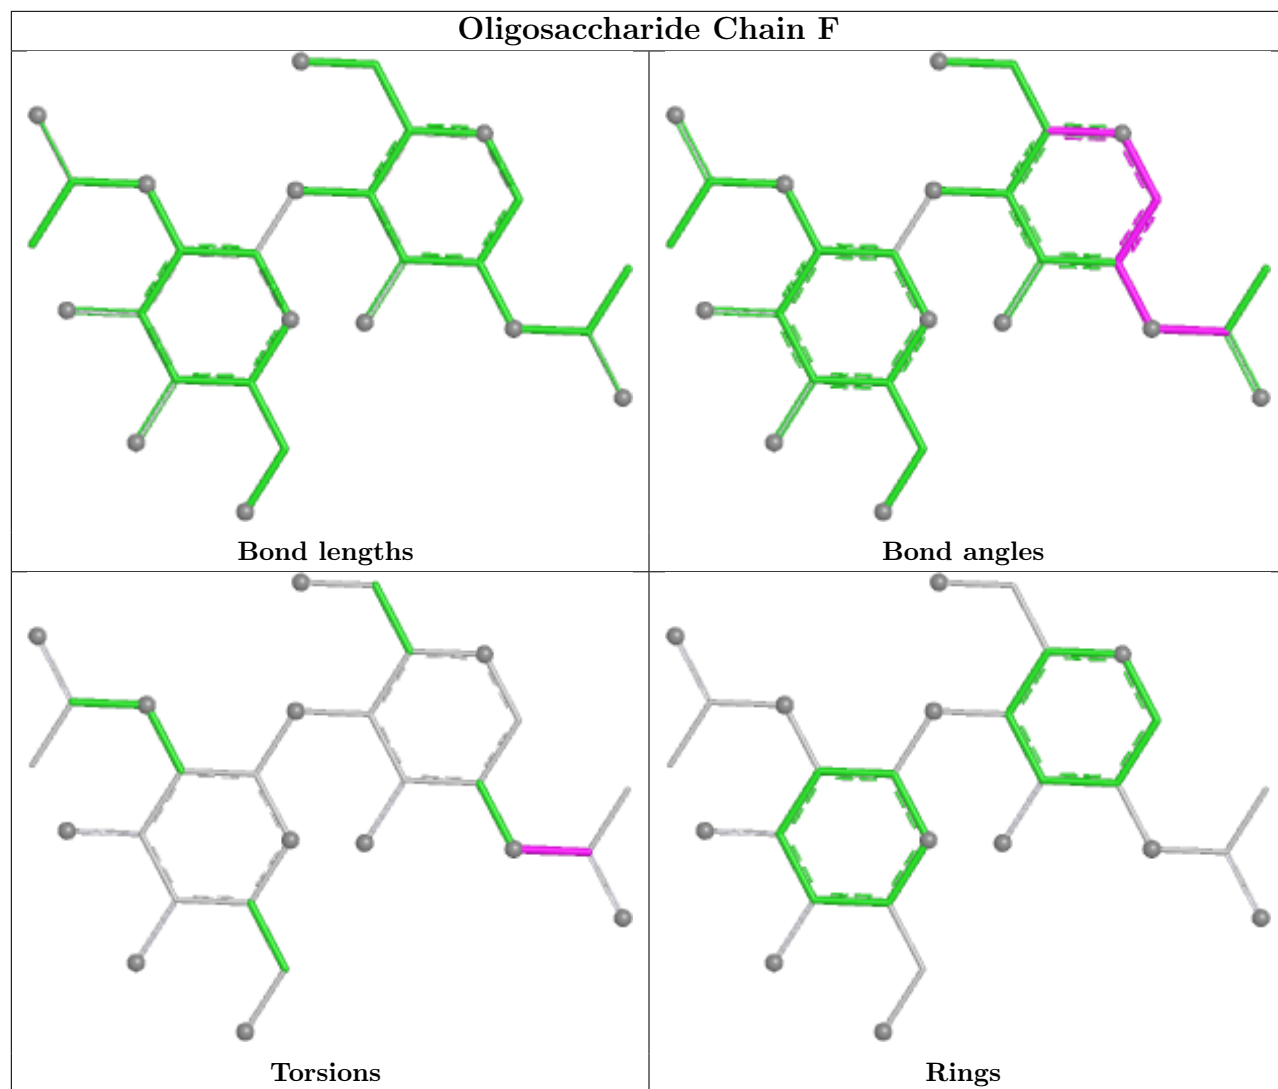 Oligosaccharide Chain F
Bond lengths
Bond angles
Torsions
Rings